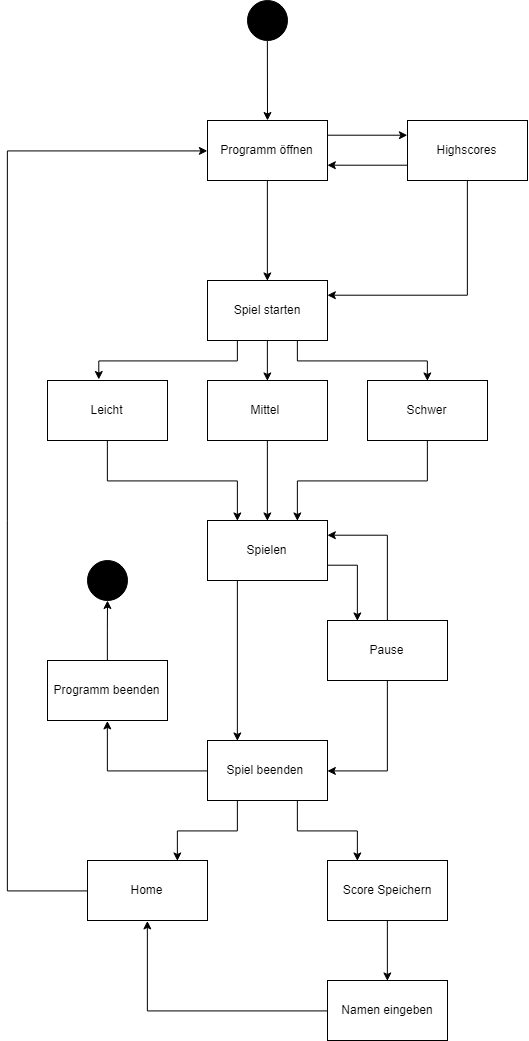 Programm öffnen
Highscores
Spiel starten
Leicht
Mittel
Schwer
Spielen
Pause
Programm beenden
Spiel beenden
Home
Score Speichern
Namen eingeben